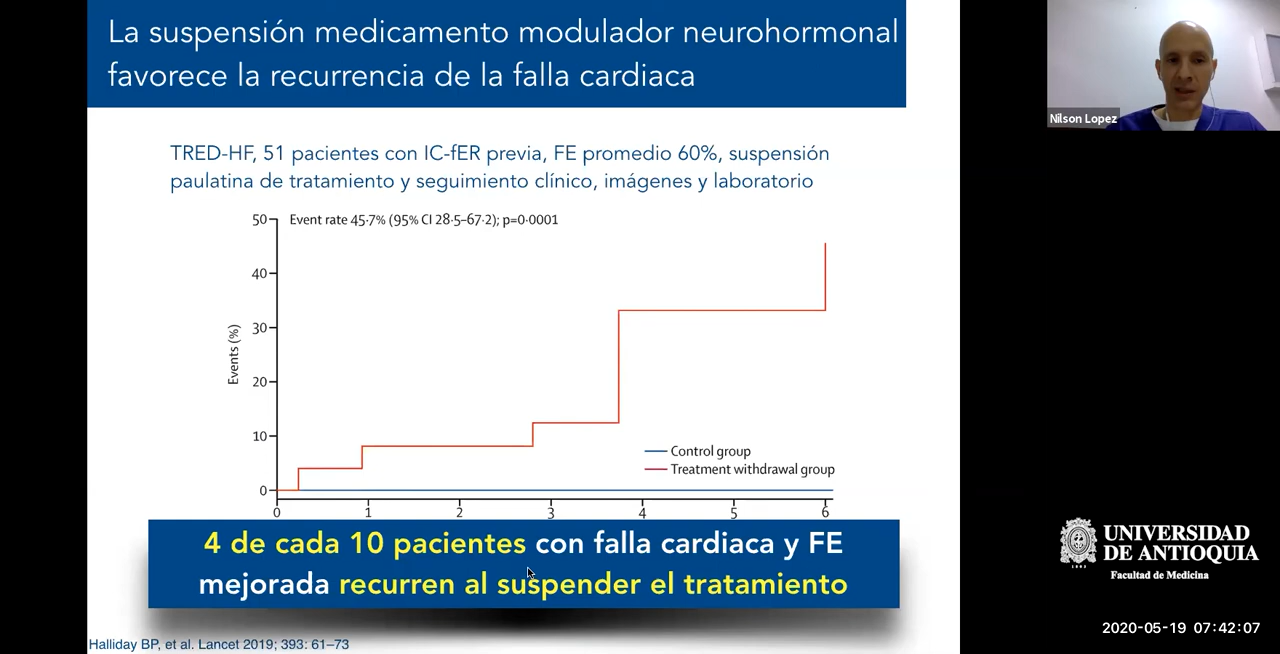 La suspensión medicamento modulador neurohormonal
favorece la recurrencia de la falla cardiaca
Nilson Lopez
TRED-HF, 51 pacientes con IC-fER previa, FE promedio 60%, suspensión
paulatina de tratamiento y seguimiento clínico, imágenes y laboratorio
Event rate 45·7% (95% CI 28·5–67·2); p=0·0001
Events (%)
50
40
30
20
10
0
Control group
Treatment withdrawal group
0 1 2 3 4 5 6
4 de cada 10 pacientes con falla cardiaca y FE
mejorada recurren al suspender el tratamiento
Halliday BP, et al. Lancet 2019; 393: 61–73
UNIVERSIDAD
DE ANTIOQUIA
1803
Facultad de Medicina
2020-05-19 07:42:07